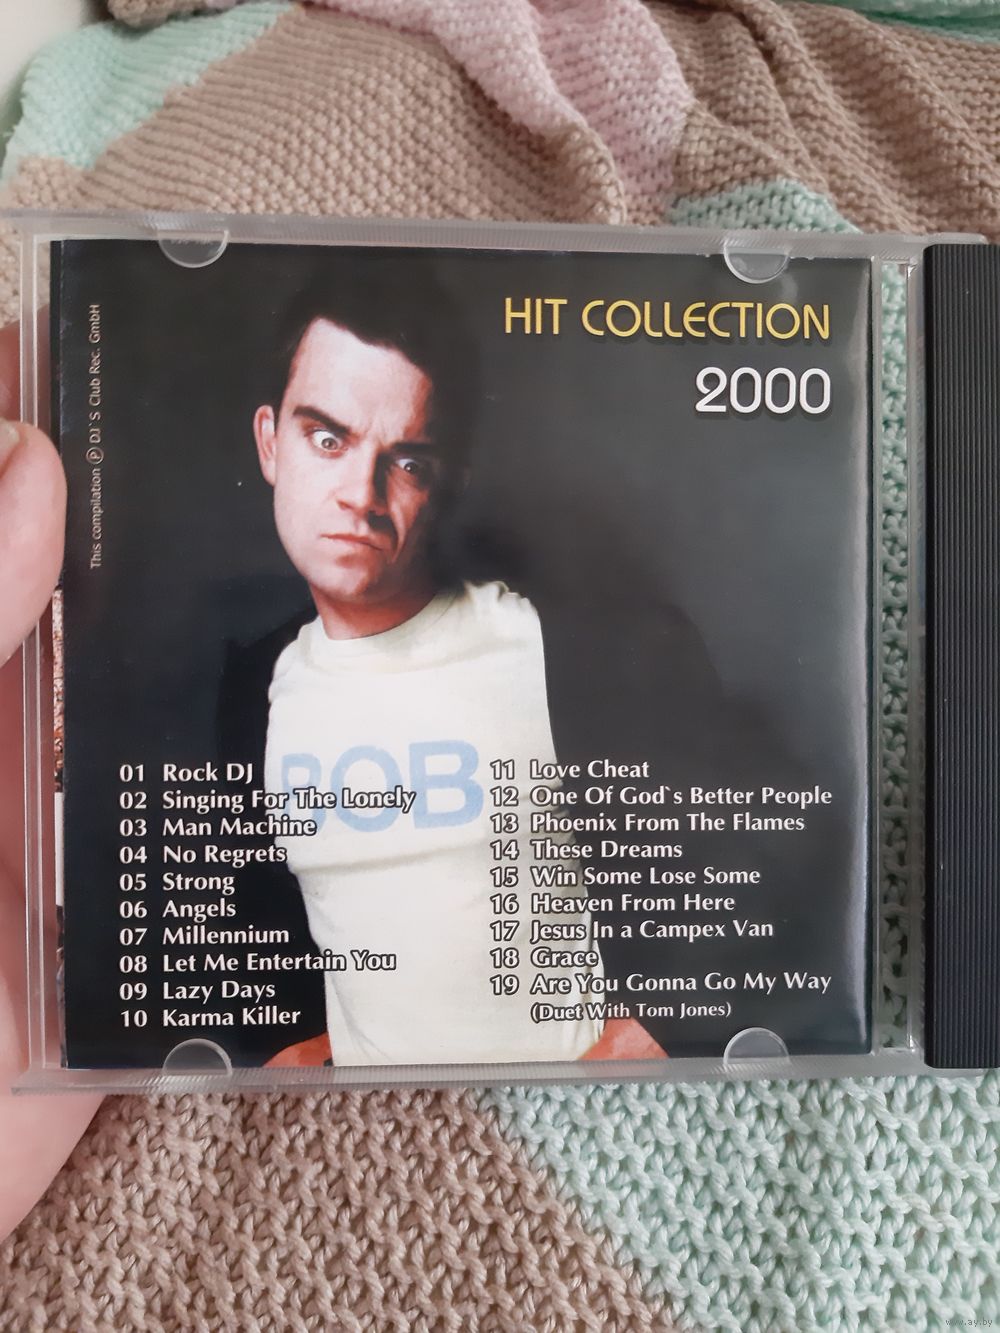 This compilation ℗ DJ`S Club Rec. GmbH
HIT COLLECTION
2000
BOB
01 Rock DJ
02 Singing For The Lonely
03 Man Machine
04 No Regrets
05 Strong
06 Angels
07 Millennium
08 Let Me Entertain You
09 Lazy Days
10 Karma Killer
11 Love Cheat
12 One Of God`s Better People
13 Phoenix From The Flames
14 These Dreams
15 Win Some Lose Some
16 Heaven From Here
17 Jesus In a Campex Van
18 Grace
19 Are You Gonna Go My Way
(Duet With Tom Jones)
www.ay.by